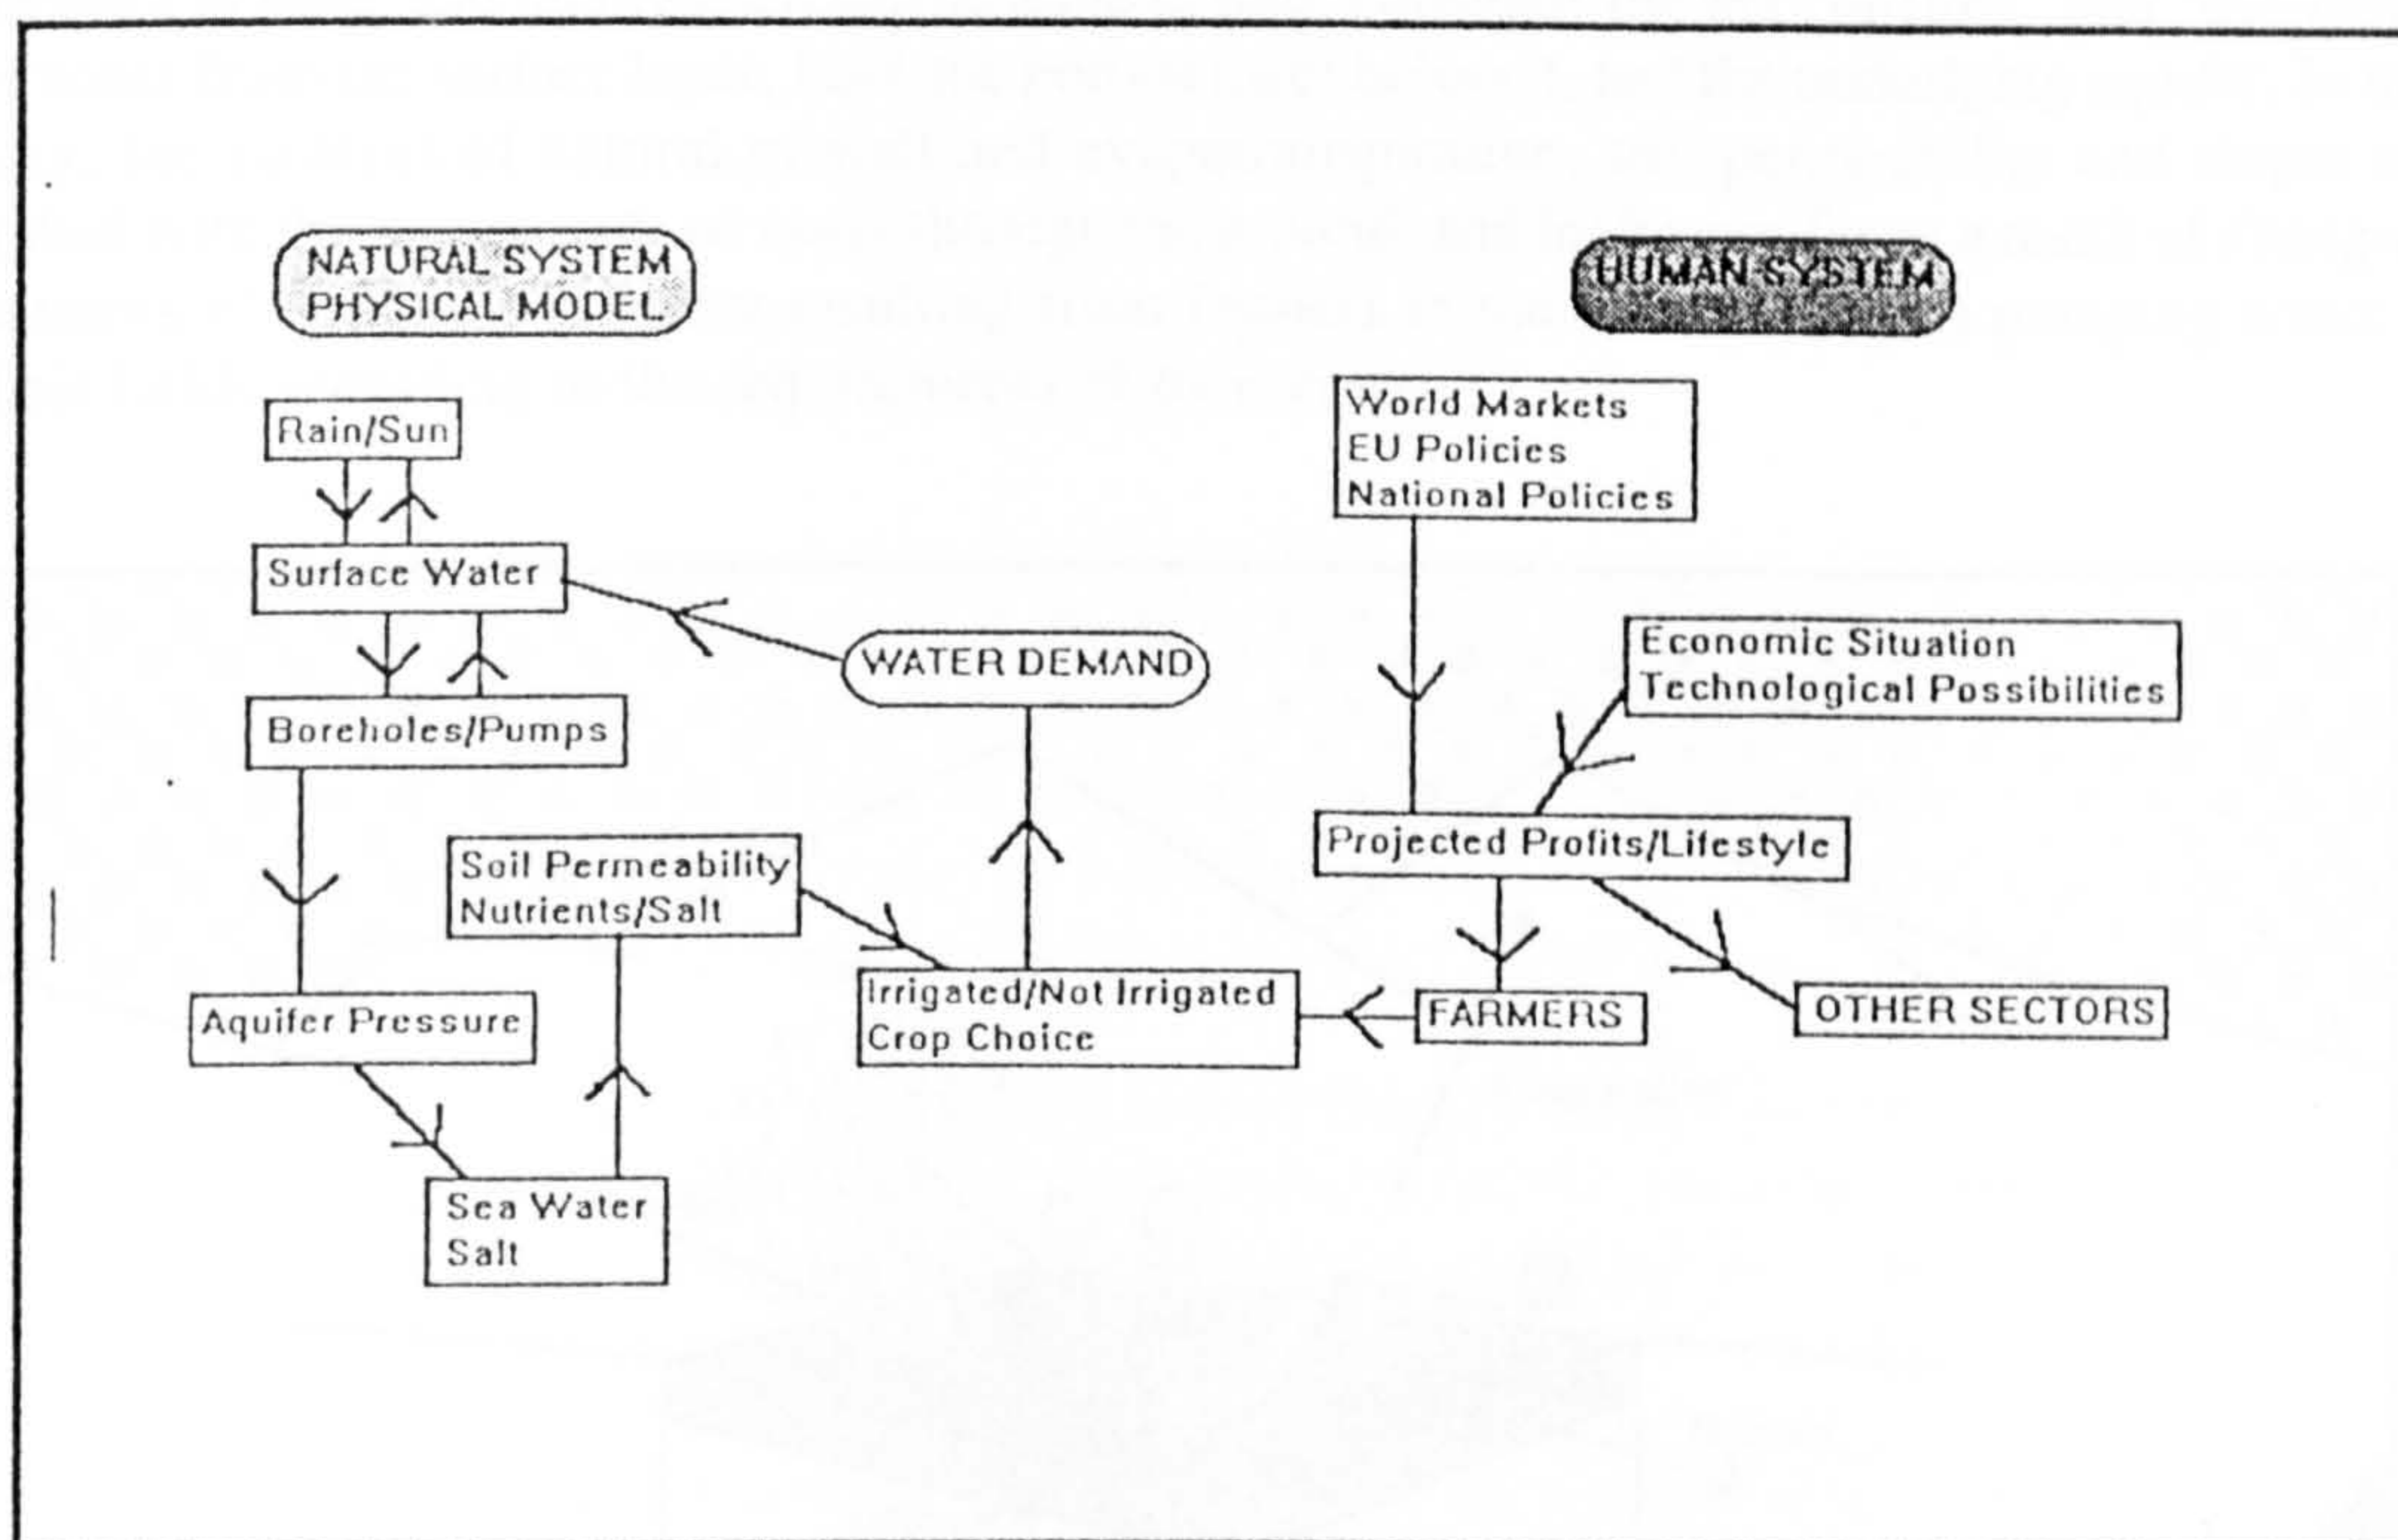 NATURAL SYSTEM
PHYSICAL MODEL
HUMAN SYSTEM
Rain/Sun
World Markets
EU Policies
National Policies
Surface Water
Economic Situation
Technological Possibilities
WATER DEMAND
Boreholes/Pumps
Projected Profits/Lifestyle
Soil Permeability
Nutrients/Salt
Irrigated/Not Irrigated
Crop Choice
FARMERS
OTHER SECTORS
Aquifer Pressure
Sea Water
Salt